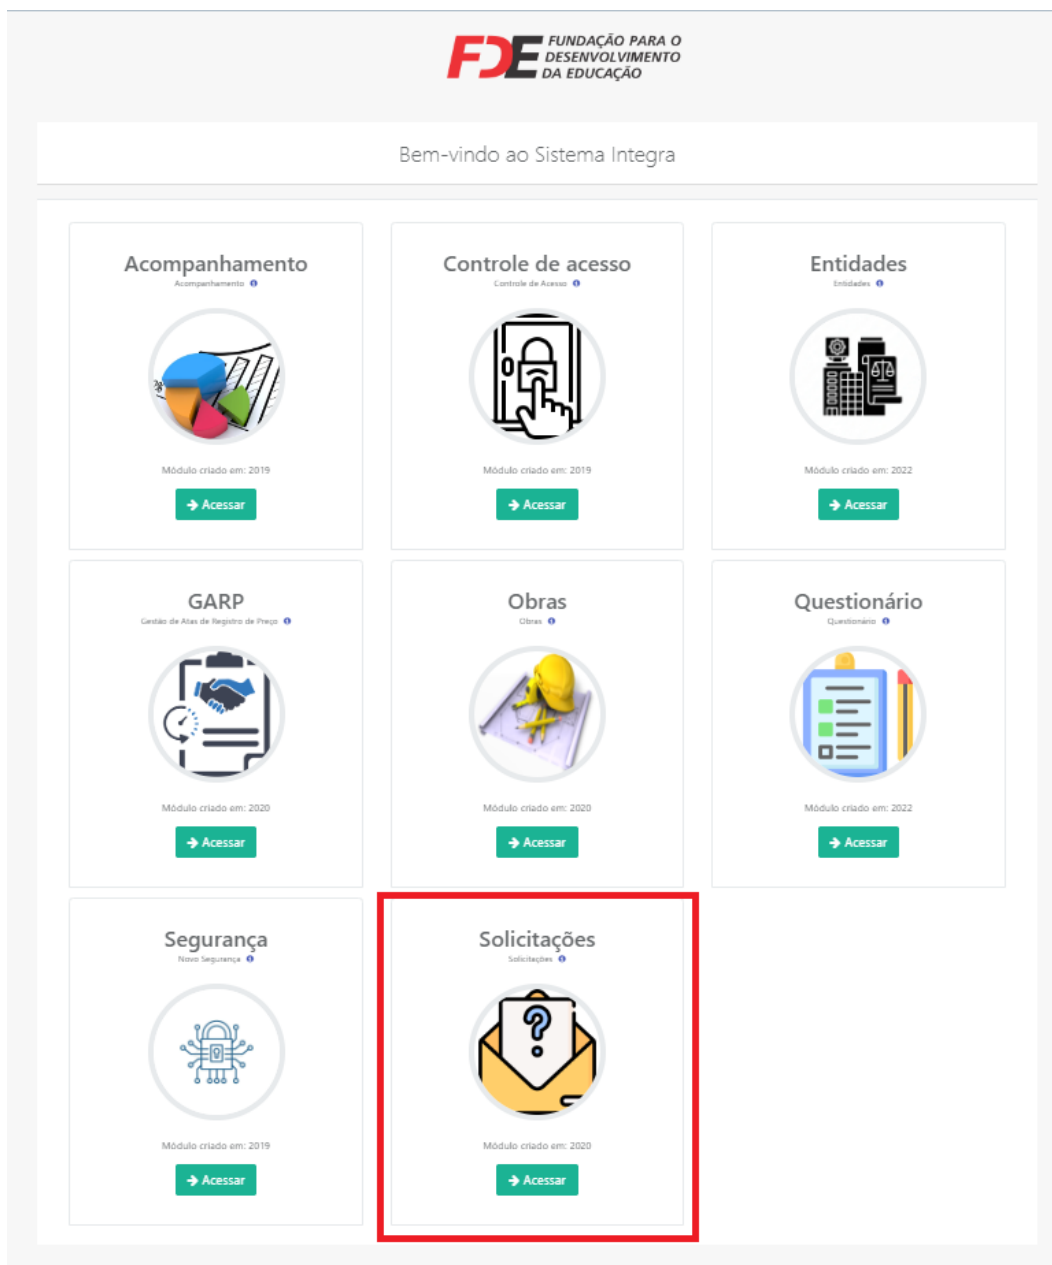 FDE
FUNDAÇÃO PARA O
DESENVOLVIMENTO
DA EDUCAÇÃO
Bem-vindo ao Sistema Integra
Acompanhamento
Acompanhamento
Módulo criado em: 2019
Acessar
Controle de acesso
Controle de Acesso
Módulo criado em: 2019
Acessar
Entidades
Entidades
Módulo criado em: 2022
Acessar
GARP
Gestão de Atas de Registro de Preço
Módulo criado em: 2020
Acessar
Obras
Obras
Módulo criado em: 2020
Acessar
Questionário
Questionário
Módulo criado em: 2022
Acessar
Segurança
Novo Segurança
Módulo criado em: 2019
Acessar
Solicitações
Solicitações
?
Módulo criado em: 2020
Acessar